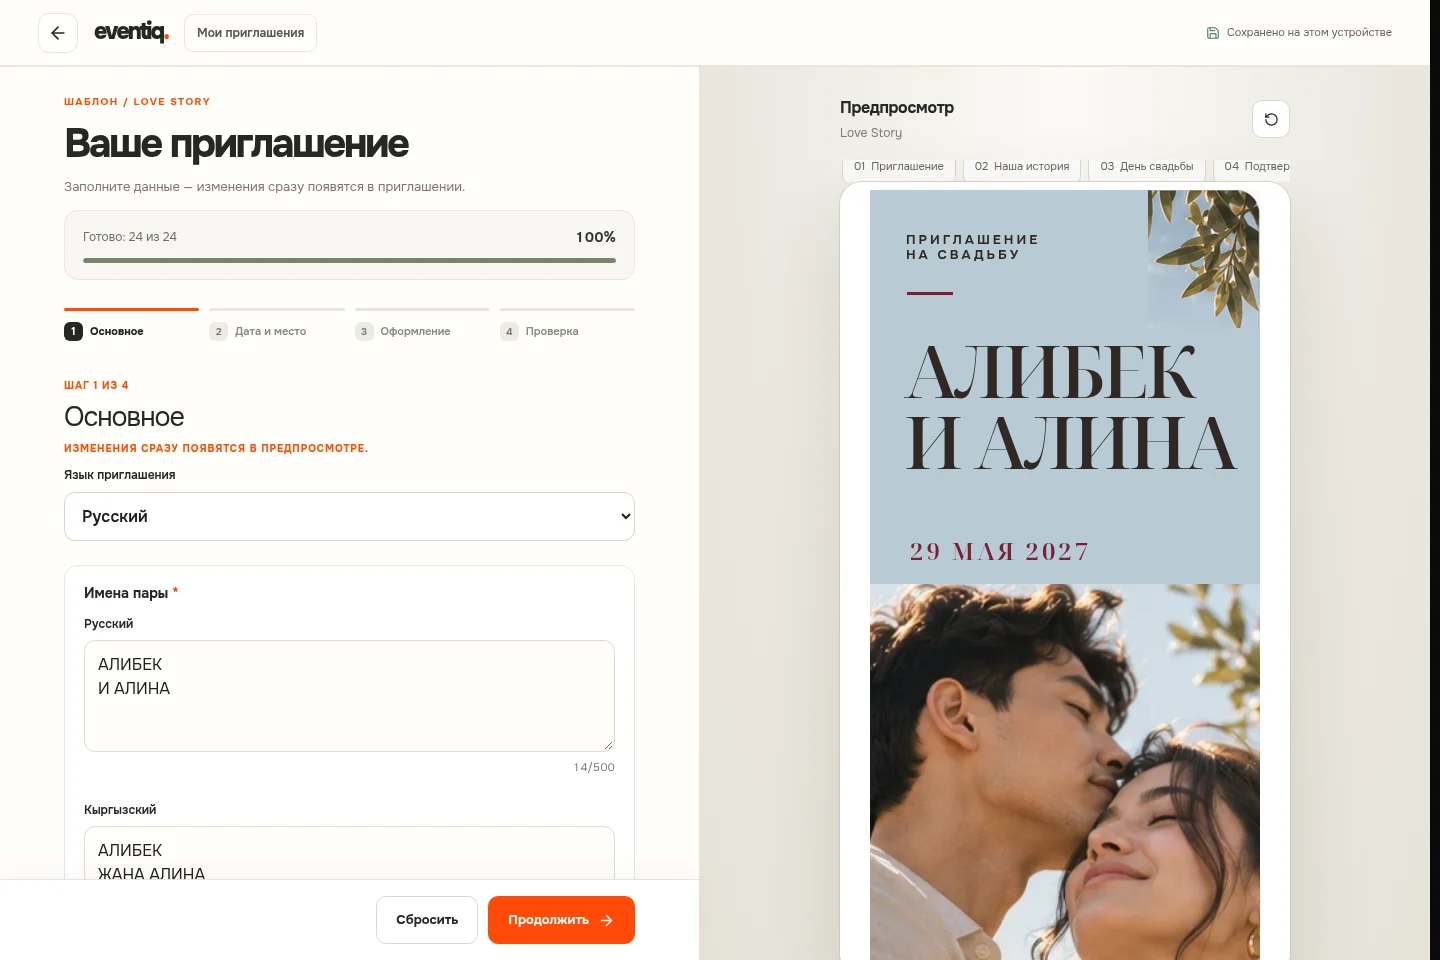 eventiq.
Мои приглашения
Сохранено на этом устройстве
ШАБЛОН / LOVE STORY
Ваше приглашение
Заполните данные — изменения сразу появятся в приглашении.
Готово: 24 из 24
100%
1 Основное
2 Дата и место
3 Оформление
4 Проверка
ШАГ 1 ИЗ 4
Основное
ИЗМЕНЕНИЯ СРАЗУ ПОЯВЯТСЯ В ПРЕДПРОСМОТРЕ.
Язык приглашения
Русский
Имена пары *
Русский
АЛИБЕК
И АЛИНА
14/500
Кыргызский
АЛИБЕК
ЖАНА АЛИНА
Сбросить
Продолжить
Предпросмотр
Love Story
01 Приглашение
02 Наша история
03 День свадьбы
04 Подтвер
ПРИГЛАШЕНИЕ
НА СВАДЬБУ
АЛИБЕК
И АЛИНА
29 МАЯ 2027